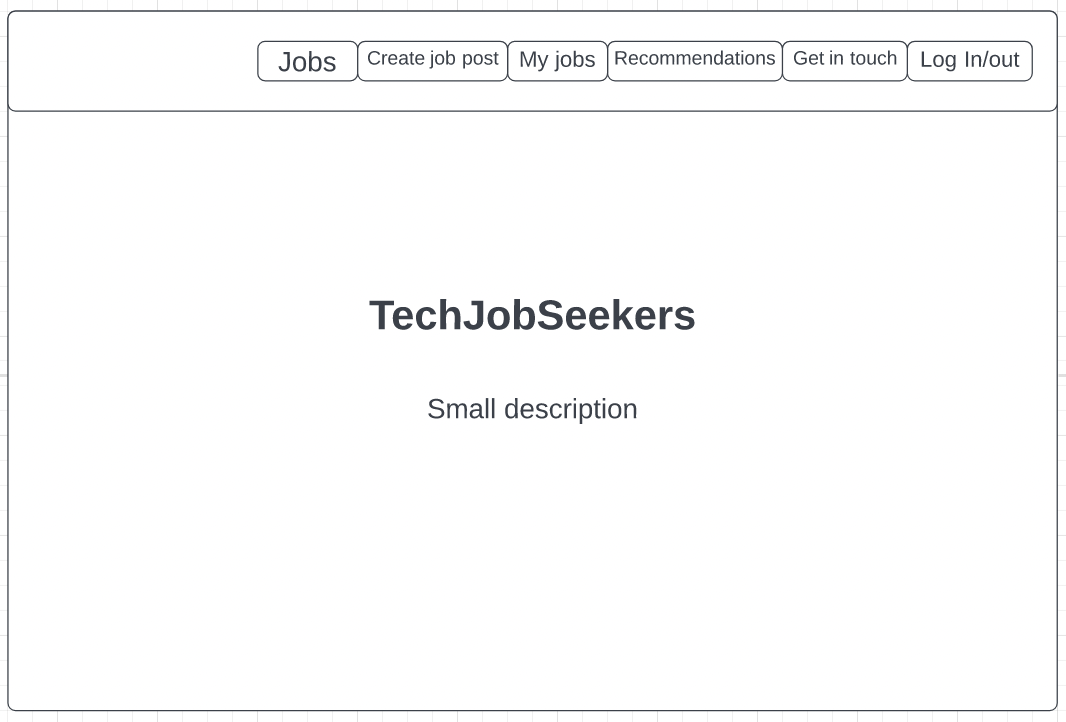 Jobs
Create job post
My jobs
Recommendations
Get in touch
Log In/out
TechJobSeekers
Small description